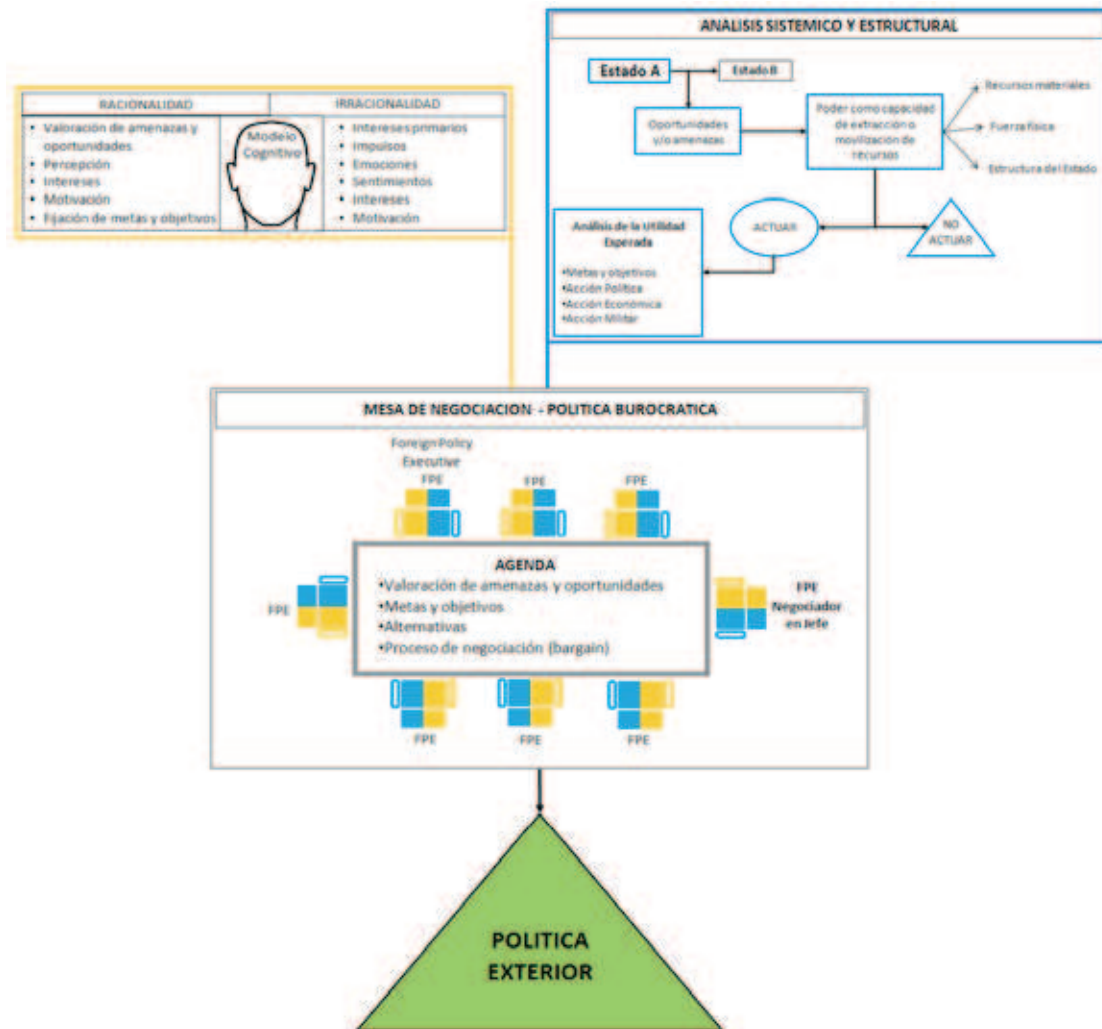 RACIONALIDAD
IRRACIONALIDAD
• Valoración de amenazas y
oportunidades
• Percepción
• Intereses
• Motivación
• Fijación de metas y objetivos
Modelo
Cognitivo
• Intereses primarios
• Impulsos
• Emociones
• Sentimientos
• Intereses
• Motivación
ANALISIS SISTEMICO Y ESTRUCTURAL
Estado A
Estado B
Oportunidades
y/o amenazas
Poder como capacidad
de extracción o
movilización de
recursos
Recursos materiales
Fuerza física
Estructura del Estado
ACTUAR
NO
ACTUAR
Análisis de la Utilidad
Esperada
•Metas y objetivos
•Acción Política
•Acción Económica
•Acción Militar
MESA DE NEGOCIACION - POLITICA BUROCRATICA
Foreign Policy
Executive
FPE
FPE
FPE
FPE
AGENDA
•Valoración de amenazas y oportunidades
•Metas y objetivos
•Alternativas
•Proceso de negociación (bargain)
FPE
Negociador
en Jefe
FPE
FPE
FPE
POLITICA
EXTERIOR